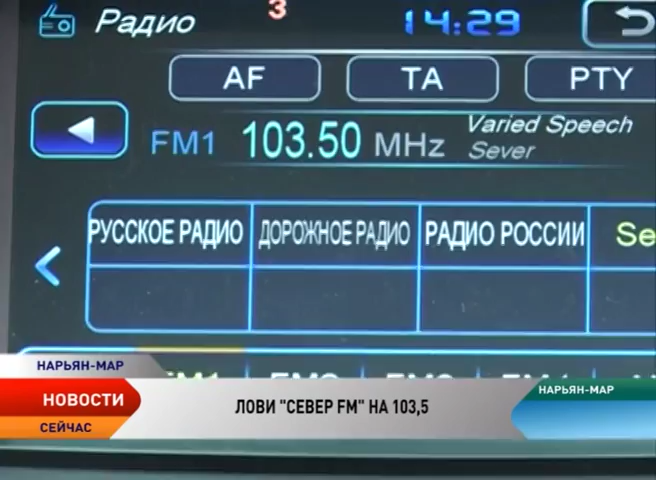 3
Радио 14:29
AF TA PTY
FM1 103.50 MHz Varied Speech
Sever
РУССКОЕ РАДИО ДОРОЖНОЕ РАДИО РАДИО РОССИИ Se
НАРЬЯН-МАР
НОВОСТИ
СЕЙЧАС
ЛОВИ "СЕВЕР FM" НА 103,5
НАРЬЯН-МАР